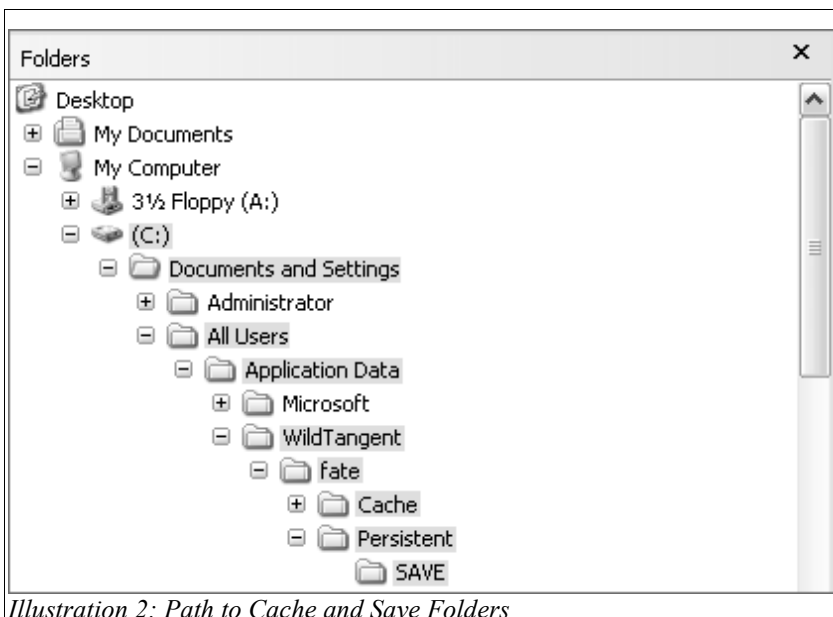 Folders
Desktop
My Documents
My Computer
3½ Floppy (A:)
(C:)
Documents and Settings
Administrator
All Users
Application Data
Microsoft
WildTangent
fate
Cache
Persistent
SAVE
Illustration 2: Path to Cache and Save Folders